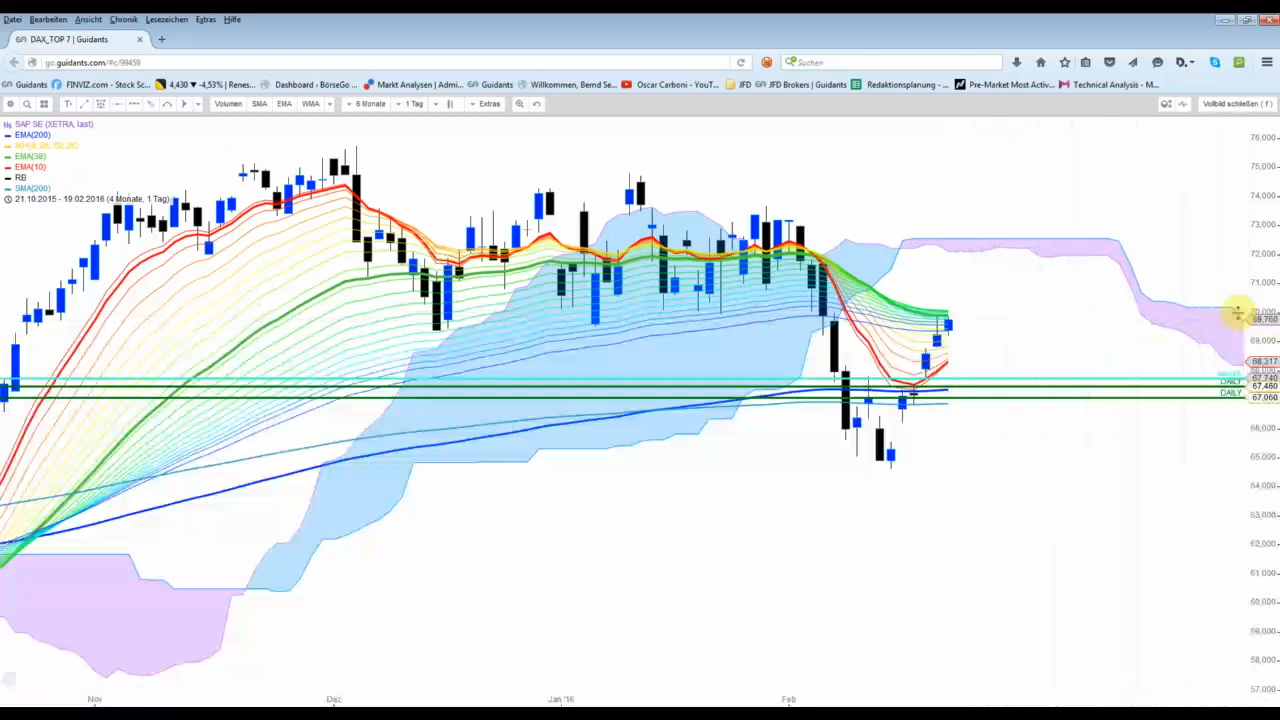 Datei Bearbeiten Ansicht Chronik Lesezeichen Extras Hilfe
DAX_TOP 7 | Guidants
go.guidants.com/#c/99459
Suchen
Guidants FINVIZ.com - Stock Sc... 4,430 ▼ -4,53% | Renes... Dashboard ‹ BörseGo ... Markt Analysen | Admi... Guidants Willkommen, Bernd Se... Oscar Carboni - YouT... JFD JFD Brokers | Guidants Redaktionsplanung - ... Pre-Market Most Activ... Technical Analysis - M...
Volumen SMA EMA WMA 6 Monate 1 Tag Extras Vollbild schließen ( f )
SAP SE (XETRA, last)
EMA(200)
EMA(38)
EMA(10)
RB
SMA(200)
21.10.2015 - 19.02.2016 (4 Monate, 1 Tag)
76,000
75,000
74,000
73,000
72,000
71,000
70,000
69,760
69,000
68,317
67,740
DAILY 67,460
DAILY 67,060
66,000
65,000
64,000
63,000
62,000
61,000
60,000
59,000
58,000
57,000
Nov Dez Jan '16 Feb